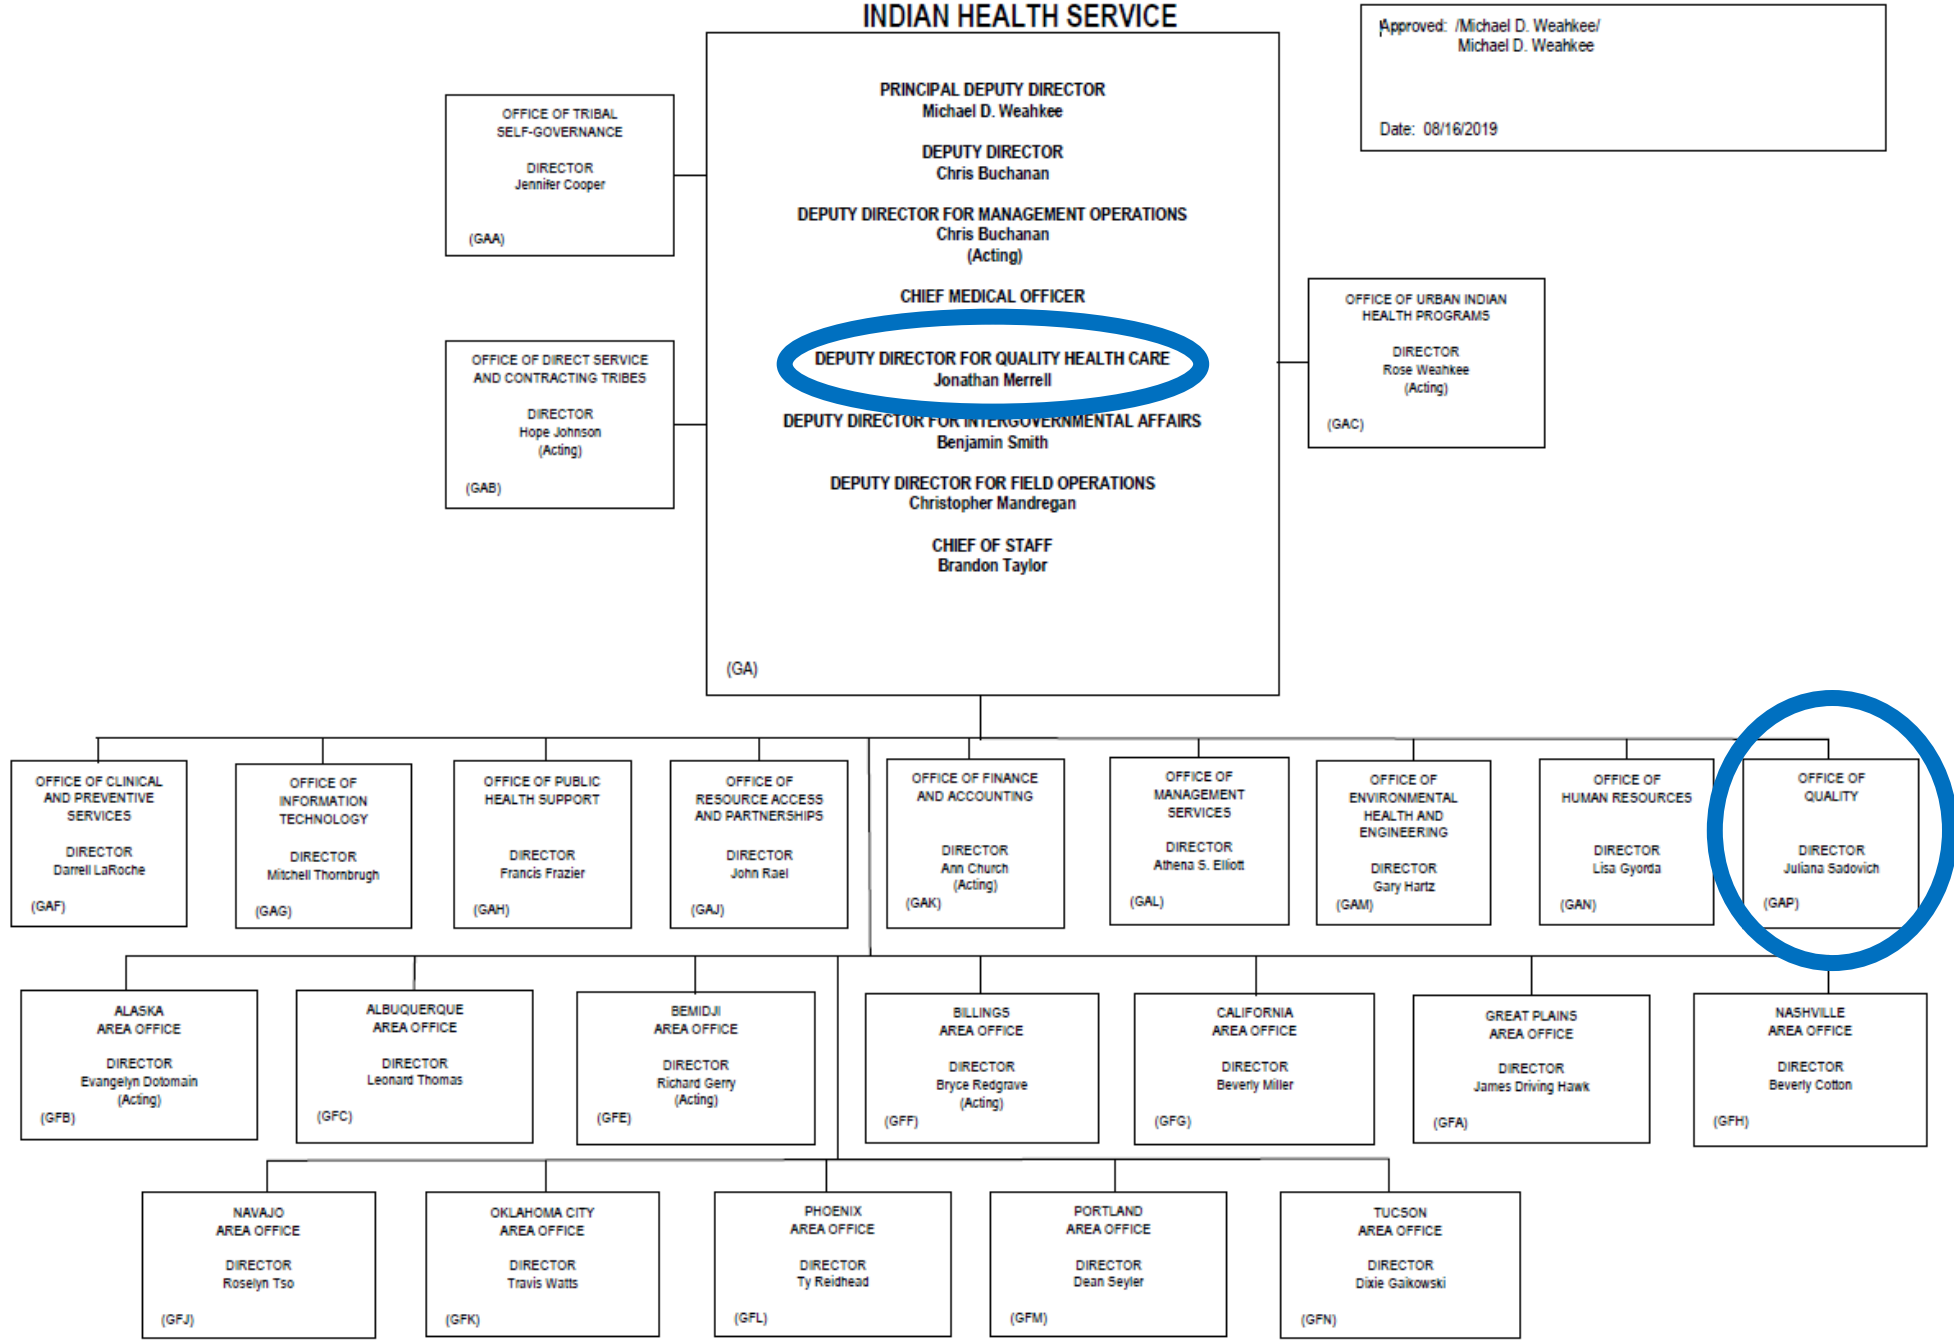 INDIAN HEALTH SERVICE
Approved: /Michael D. Weahkee/
Michael D. Weahkee
Date: 08/16/2019
PRINCIPAL DEPUTY DIRECTOR
Michael D. Weahkee
DEPUTY DIRECTOR
Chris Buchanan
DEPUTY DIRECTOR FOR MANAGEMENT OPERATIONS
Chris Buchanan
(Acting)
CHIEF MEDICAL OFFICER
DEPUTY DIRECTOR FOR QUALITY HEALTH CARE
Jonathan Merrell
DEPUTY DIRECTOR FOR INTERGOVERNMENTAL AFFAIRS
Benjamin Smith
DEPUTY DIRECTOR FOR FIELD OPERATIONS
Christopher Mandregan
CHIEF OF STAFF
Brandon Taylor
(GA)
OFFICE OF TRIBAL
SELF-GOVERNANCE
DIRECTOR
Jennifer Cooper
(GAA)
OFFICE OF DIRECT SERVICE
AND CONTRACTING TRIBES
DIRECTOR
Hope Johnson
(Acting)
(GAB)
OFFICE OF URBAN INDIAN
HEALTH PROGRAMS
DIRECTOR
Rose Weahkee
(Acting)
(GAC)
OFFICE OF CLINICAL
AND PREVENTIVE
SERVICES
DIRECTOR
Darrell LaRoche
(GAF)
OFFICE OF
INFORMATION
TECHNOLOGY
DIRECTOR
Mitchell Thornbrugh
(GAG)
OFFICE OF PUBLIC
HEALTH SUPPORT
DIRECTOR
Francis Frazier
(GAH)
OFFICE OF
RESOURCE ACCESS
AND PARTNERSHIPS
DIRECTOR
John Rael
(GAJ)
OFFICE OF FINANCE
AND ACCOUNTING
DIRECTOR
Ann Church
(Acting)
(GAK)
OFFICE OF
MANAGEMENT
SERVICES
DIRECTOR
Athena S. Elliott
(GAL)
OFFICE OF
ENVIRONMENTAL
HEALTH AND
ENGINEERING
DIRECTOR
Gary Hartz
(GAM)
OFFICE OF
HUMAN RESOURCES
DIRECTOR
Lisa Gyorda
(GAN)
OFFICE OF
QUALITY
DIRECTOR
Juliana Sadovich
(GAP)
ALASKA
AREA OFFICE
DIRECTOR
Evangelyn Dotomain
(Acting)
(GFB)
ALBUQUERQUE
AREA OFFICE
DIRECTOR
Leonard Thomas
(GFC)
BEMIDJI
AREA OFFICE
DIRECTOR
Richard Gerry
(Acting)
(GFE)
BILLINGS
AREA OFFICE
DIRECTOR
Bryce Redgrave
(Acting)
(GFF)
CALIFORNIA
AREA OFFICE
DIRECTOR
Beverly Miller
(GFG)
GREAT PLAINS
AREA OFFICE
DIRECTOR
James Driving Hawk
(GFA)
NASHVILLE
AREA OFFICE
DIRECTOR
Beverly Cotton
(GFH)
NAVAJO
AREA OFFICE
DIRECTOR
Roselyn Tso
(GFJ)
OKLAHOMA CITY
AREA OFFICE
DIRECTOR
Travis Watts
(GFK)
PHOENIX
AREA OFFICE
DIRECTOR
Ty Reidhead
(GFL)
PORTLAND
AREA OFFICE
DIRECTOR
Dean Seyler
(GFM)
TUCSON
AREA OFFICE
DIRECTOR
Dixie Gaikowski
(GFN)